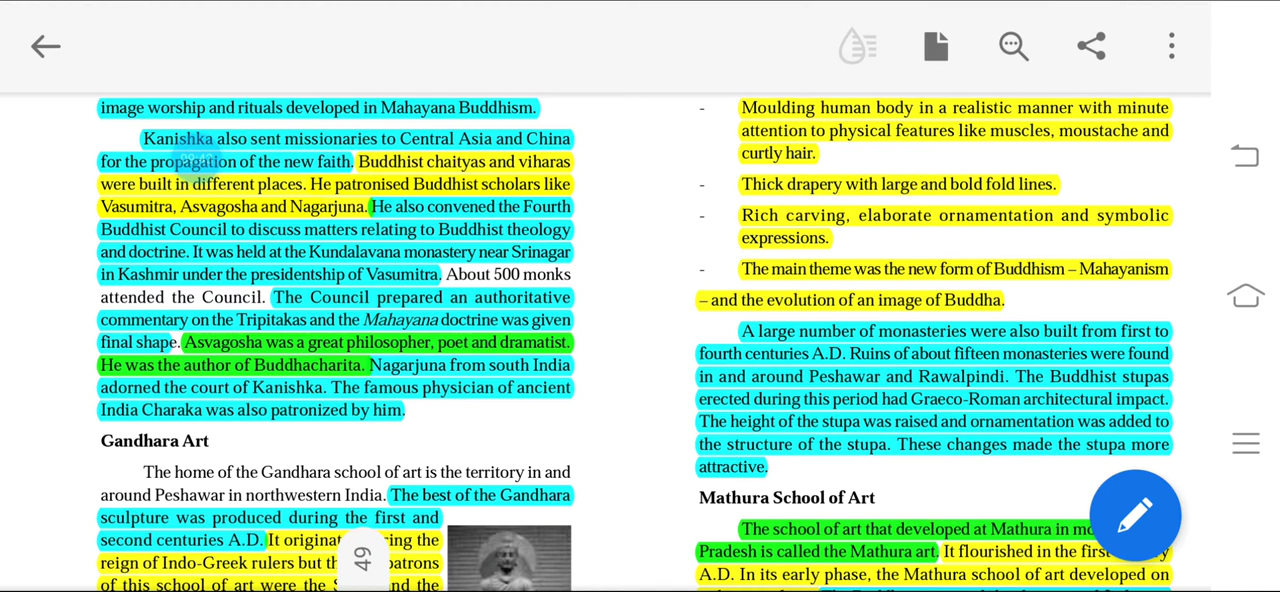 image worship and rituals developed in Mahayana Buddhism.
Kanishka also sent missionaries to Central Asia and China
for the propagation of the new faith. Buddhist chaityas and viharas
were built in different places. He patronised Buddhist scholars like
Vasumitra, Asvagosha and Nagarjuna. He also convened the Fourth
Buddhist Council to discuss matters relating to Buddhist theology
and doctrine. It was held at the Kundalavana monastery near Srinagar
in Kashmir under the presidentship of Vasumitra. About 500 monks
attended the Council. The Council prepared an authoritative
commentary on the Tripitakas and the Mahayana doctrine was given
final shape. Asvagosha was a great philosopher, poet and dramatist.
He was the author of Buddhacharita. Nagarjuna from south India
adorned the court of Kanishka. The famous physician of ancient
India Charaka was also patronized by him.
Gandhara Art
The home of the Gandhara school of art is the territory in and
around Peshawar in northwestern India. The best of the Gandhara
sculpture was produced during the first and
second centuries A.D. It originat ing the
reign of Indo-Greek rulers but th patrons
of this school of art were the S nd the
49
- Moulding human body in a realistic manner with minute
attention to physical features like muscles, moustache and
curtly hair.
- Thick drapery with large and bold fold lines.
- Rich carving, elaborate ornamentation and symbolic
expressions.
- The main theme was the new form of Buddhism – Mahayanism
– and the evolution of an image of Buddha.
A large number of monasteries were also built from first to
fourth centuries A.D. Ruins of about fifteen monasteries were found
in and around Peshawar and Rawalpindi. The Buddhist stupas
erected during this period had Graeco-Roman architectural impact.
The height of the stupa was raised and ornamentation was added to
the structure of the stupa. These changes made the stupa more
attractive.
Mathura School of Art
The school of art that developed at Mathura in mo
Pradesh is called the Mathura art. It flourished in the first y
A.D. In its early phase, the Mathura school of art developed on